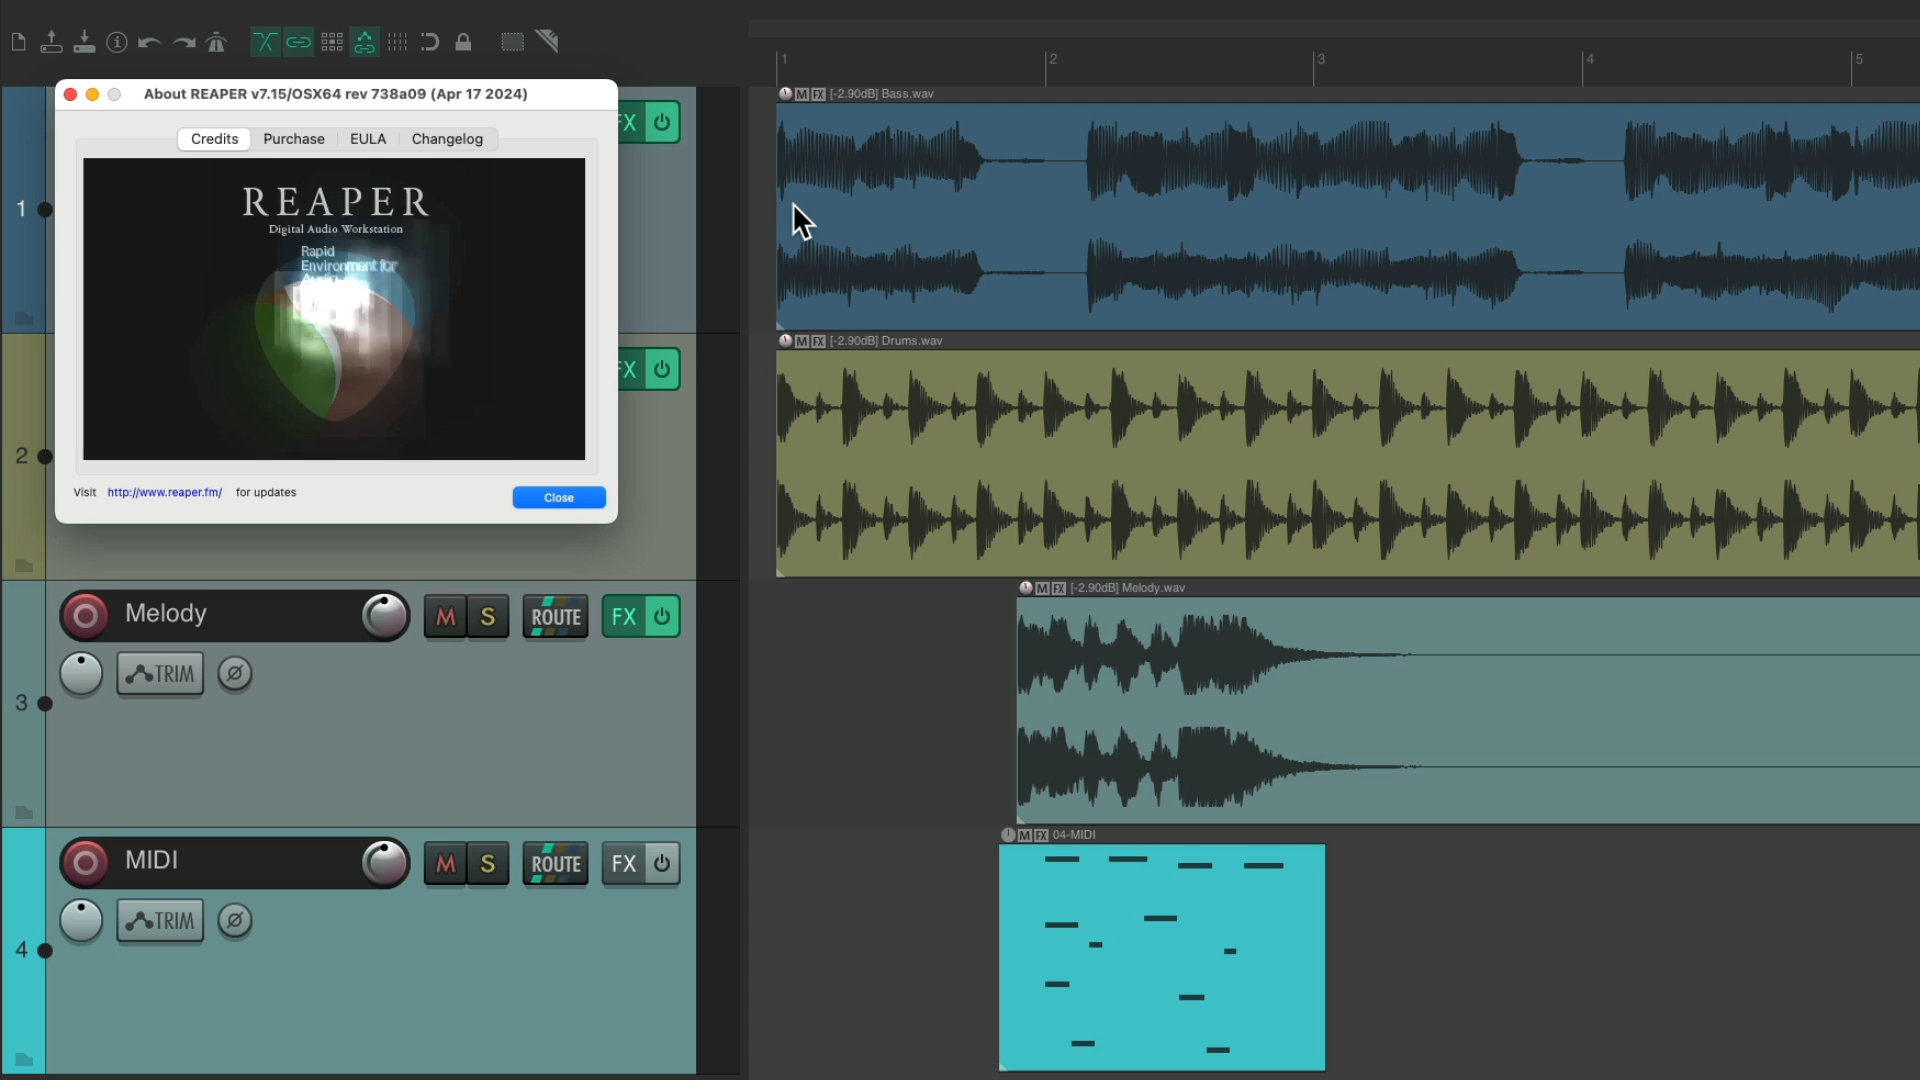 1 2 3 4 5
About REAPER v7.15/OSX64 rev 738a09 (Apr 17 2024)
Credits Purchase EULA Changelog
REAPER
Digital Audio Workstation
Rapid
Environment for
Visit http://www.reaper.fm/ for updates
Close
1
FX
M FX [-2.90dB] Bass.wav
2
FX
M FX [-2.90dB] Drums.wav
3
Melody
M S ROUTE FX
TRIM
M FX [-2.90dB] Melody.wav
4
MIDI
M S ROUTE FX
TRIM
M FX 04-MIDI